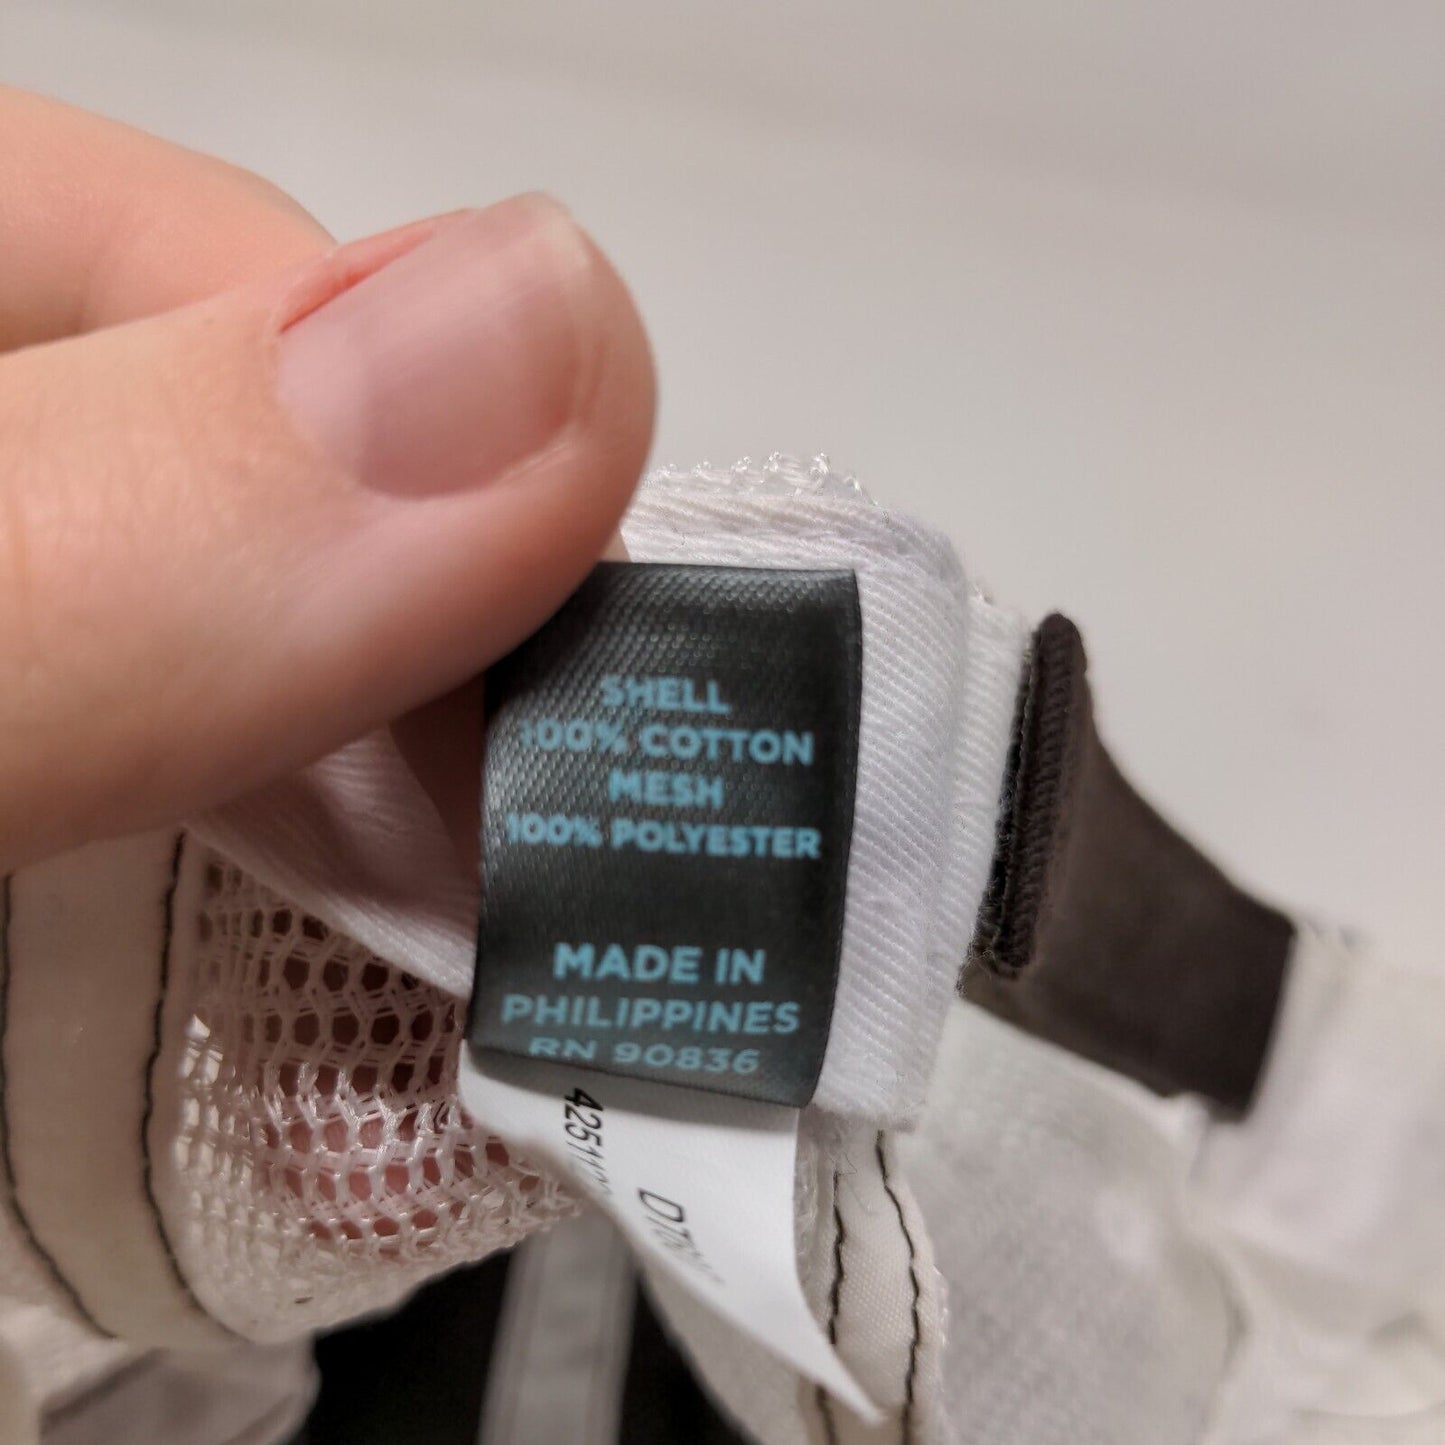 SHELL
100% COTTON
MESH
100% POLYESTER
MADE IN
PHILIPPINES
RN 90836